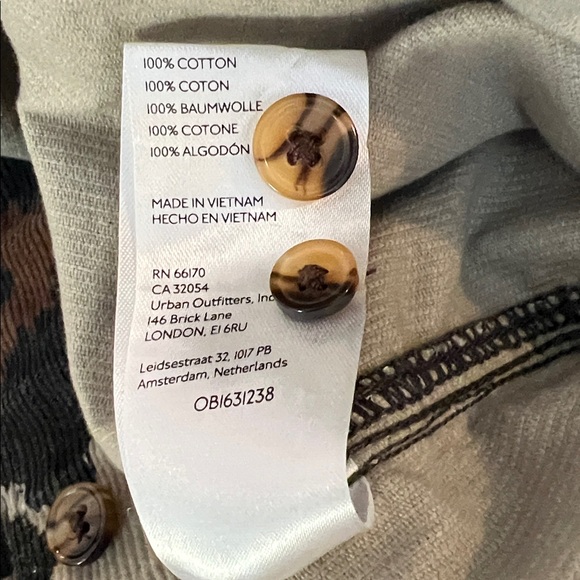 100% COTTON
100% COTON
100% BAUMWOLLE
100% COTONE
100% ALGODÓN
MADE IN VIETNAM
HECHO EN VIETNAM
RN 66170
CA 32054
Urban Outfitters, Inc
146 Brick Lane
LONDON, E1 6RU
Leidsestraat 32, 1017 PB
Amsterdam, Netherlands
OB1631238